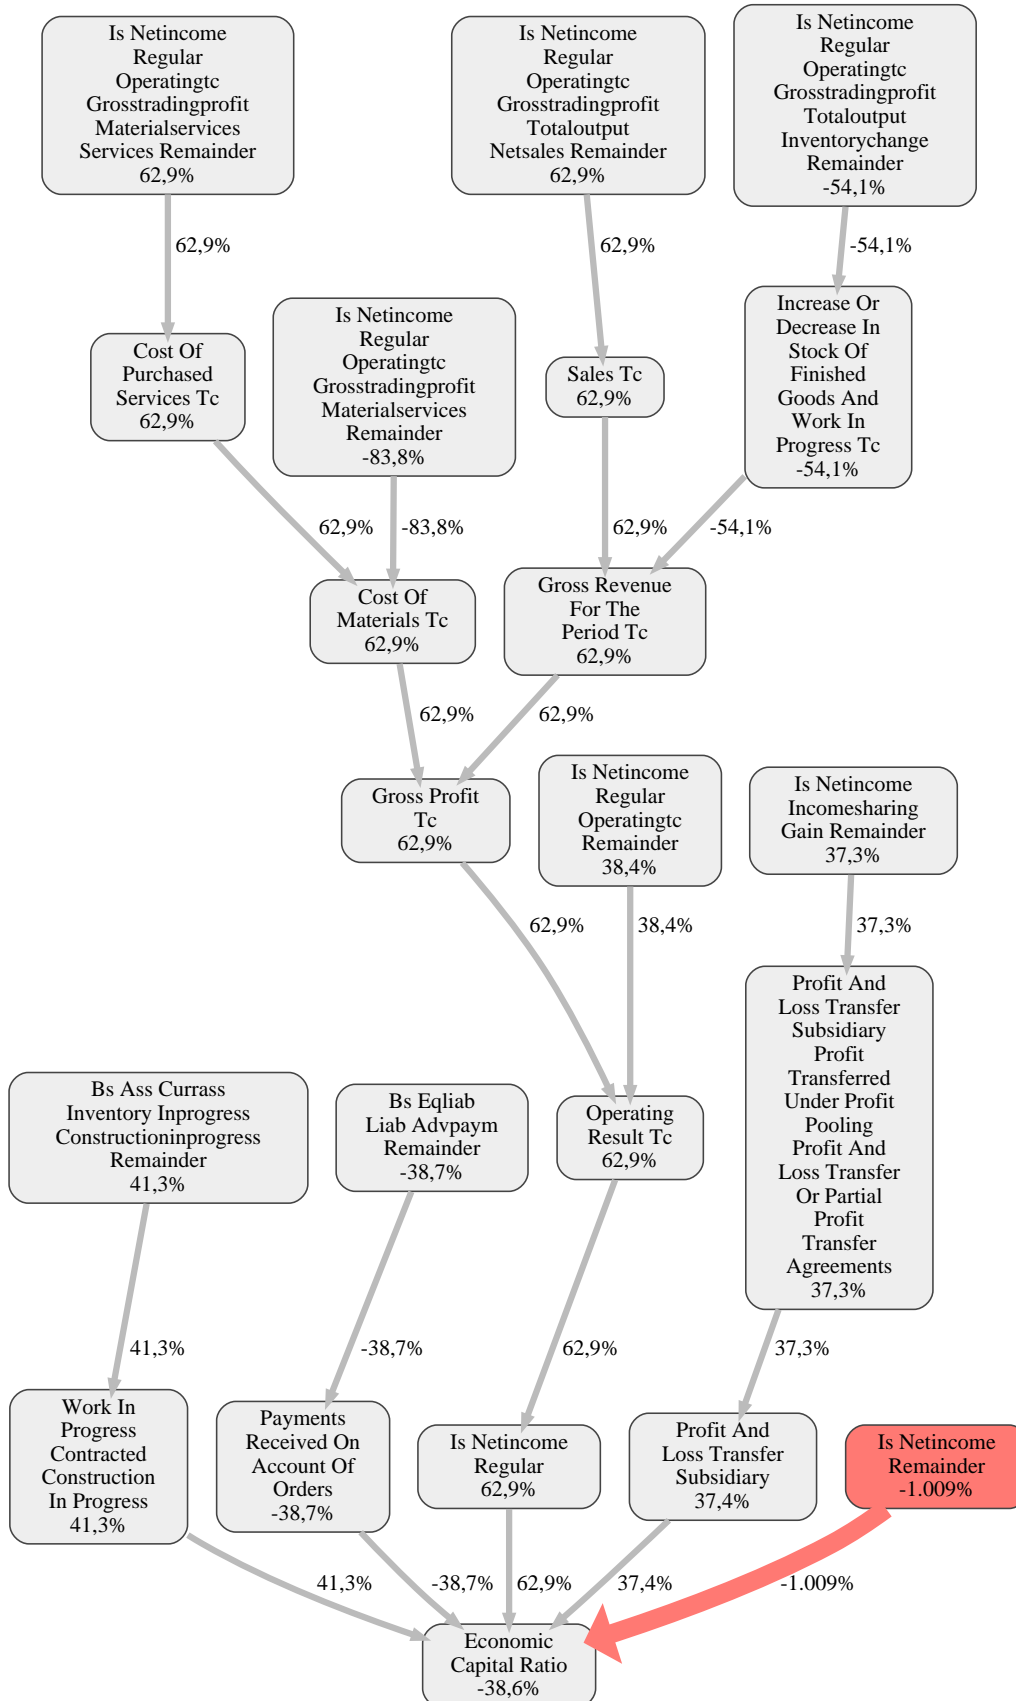 Is Netincome
Regular
Operatingtc
Grosstradingprofit
Materialservices
Services Remainder
62,9%
Is Netincome
Regular
Operatingtc
Grosstradingprofit
Totaloutput
Netsales Remainder
62,9%
Is Netincome
Regular
Operatingtc
Grosstradingprofit
Totaloutput
Inventorychange
Remainder
-54,1%
62,9%
62,9%
-54,1%
Cost Of
Purchased
Services Tc
62,9%
Is Netincome
Regular
Operatingtc
Grosstradingprofit
Materialservices
Remainder
-83,8%
Sales Tc
62,9%
Increase Or
Decrease In
Stock Of
Finished
Goods And
Work In
Progress Tc
-54,1%
62,9%
-83,8%
62,9%
-54,1%
Cost Of
Materials Tc
62,9%
Gross Revenue
For The
Period Tc
62,9%
62,9%
62,9%
Gross Profit
Tc
62,9%
Is Netincome
Regular
Operatingtc
Remainder
38,4%
Is Netincome
Incomesharing
Gain Remainder
37,3%
62,9%
38,4%
37,3%
Bs Ass Currass
Inventory Inprogress
Constructioninprogress
Remainder
41,3%
Bs Eqliab
Liab Advpaym
Remainder
-38,7%
Operating
Result Tc
62,9%
Profit And
Loss Transfer
Subsidiary
Profit
Transferred
Under Profit
Pooling
Profit And
Loss Transfer
Or Partial
Profit
Transfer
Agreements
37,3%
41,3%
-38,7%
62,9%
37,3%
Work In
Progress
Contracted
Construction
In Progress
41,3%
Payments
Received On
Account Of
Orders
-38,7%
Is Netincome
Regular
62,9%
Profit And
Loss Transfer
Subsidiary
37,4%
Is Netincome
Remainder
-1.009%
41,3%
-38,7%
62,9%
37,4%
-1.009%
Economic
Capital Ratio
-38,6%